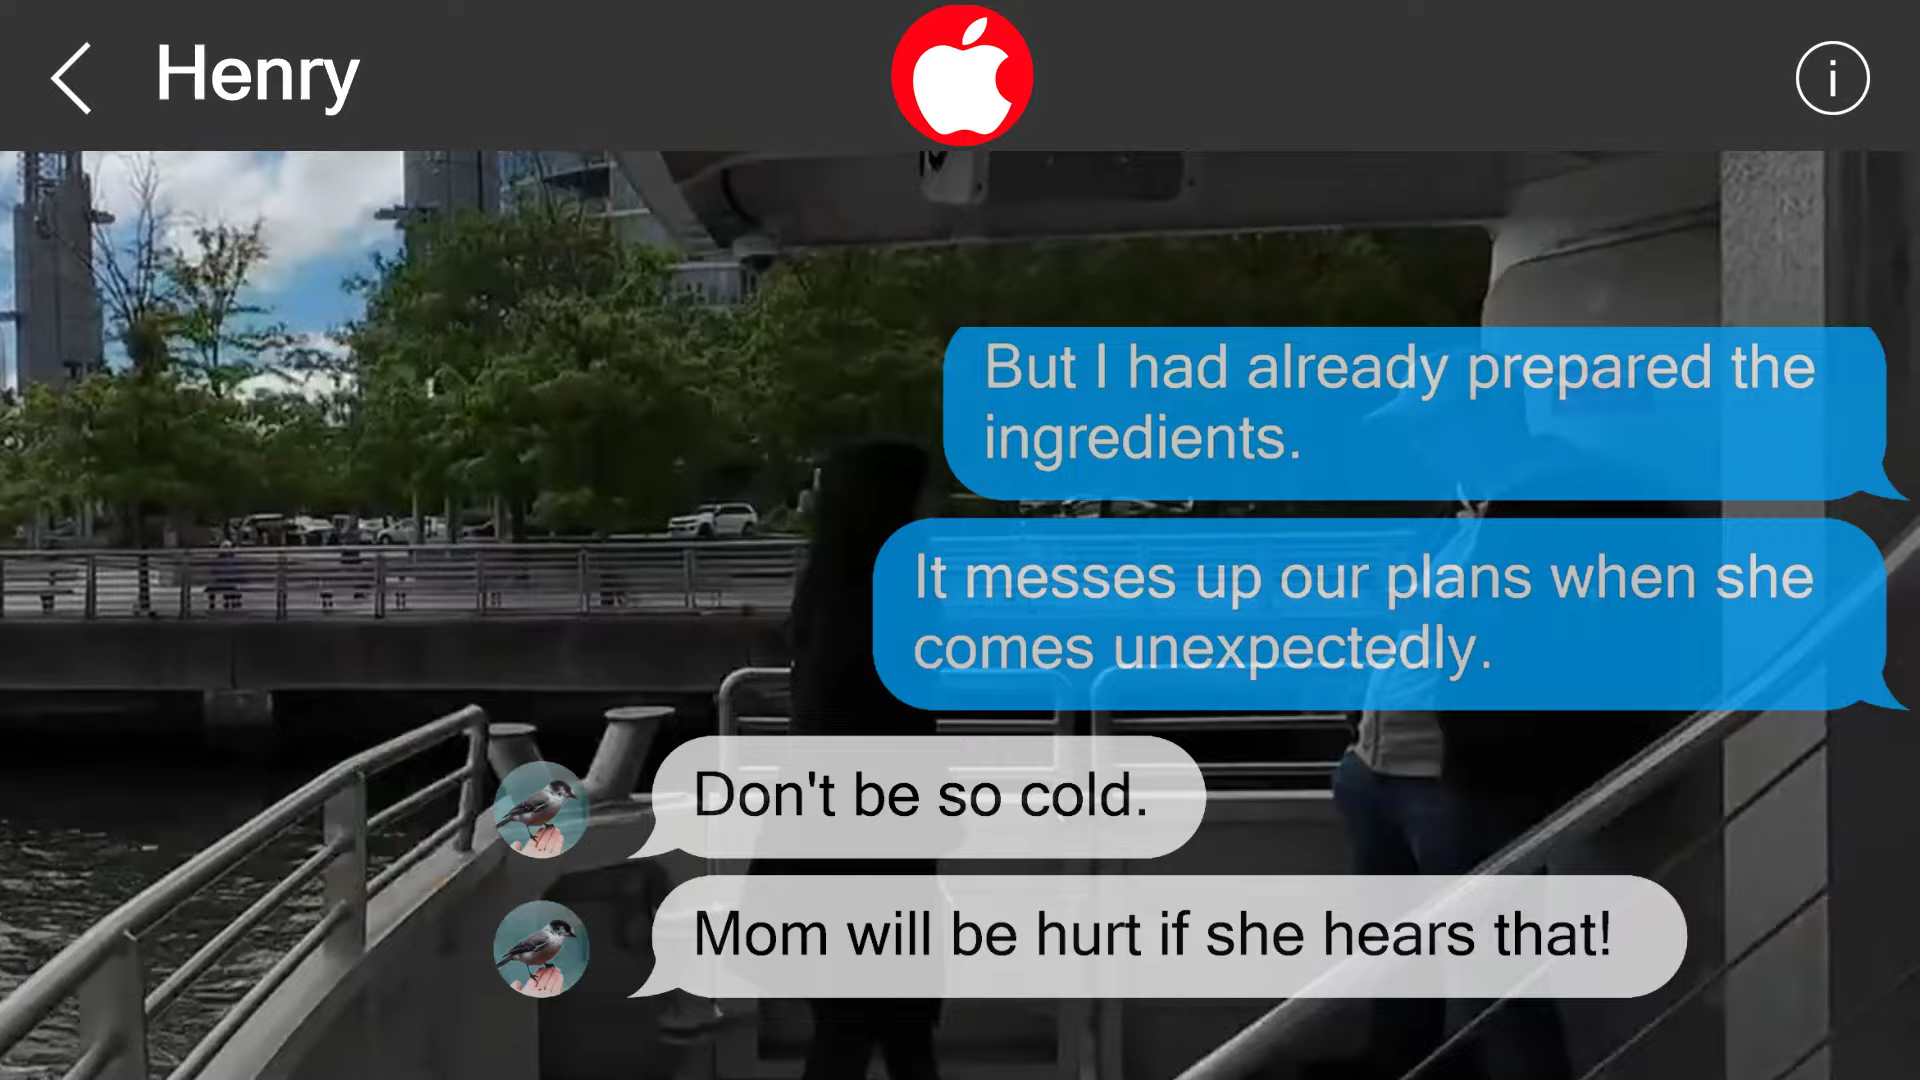 Henry
i
But I had already prepared the
ingredients.
It messes up our plans when she
comes unexpectedly.
Don't be so cold.
Mom will be hurt if she hears that!